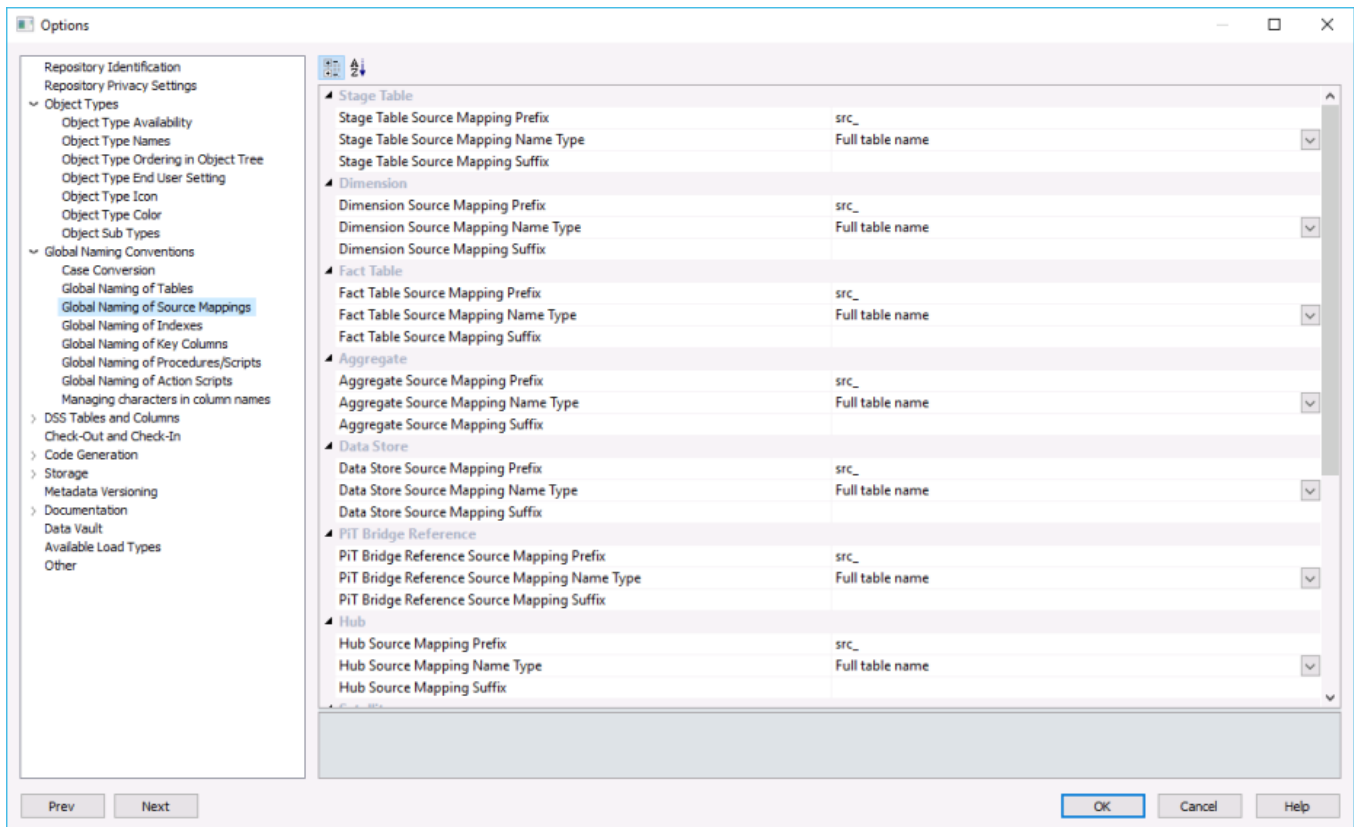 Options
Repository Identification
Repository Privacy Settings
Object Types
Object Type Availability
Object Type Names
Object Type Ordering in Object Tree
Object Type End User Setting
Object Type Icon
Object Type Color
Object Sub Types
Global Naming Conventions
Case Conversion
Global Naming of Tables
Global Naming of Source Mappings
Global Naming of Indexes
Global Naming of Key Columns
Global Naming of Procedures/Scripts
Global Naming of Action Scripts
Managing characters in column names
DSS Tables and Columns
Check-Out and Check-In
Code Generation
Storage
Metadata Versioning
Documentation
Data Vault
Available Load Types
Other
Stage Table
Stage Table Source Mapping Prefix src_
Stage Table Source Mapping Name Type Full table name
Stage Table Source Mapping Suffix
Dimension
Dimension Source Mapping Prefix src_
Dimension Source Mapping Name Type Full table name
Dimension Source Mapping Suffix
Fact Table
Fact Table Source Mapping Prefix src_
Fact Table Source Mapping Name Type Full table name
Fact Table Source Mapping Suffix
Aggregate
Aggregate Source Mapping Prefix src_
Aggregate Source Mapping Name Type Full table name
Aggregate Source Mapping Suffix
Data Store
Data Store Source Mapping Prefix src_
Data Store Source Mapping Name Type Full table name
Data Store Source Mapping Suffix
PiT Bridge Reference
PiT Bridge Reference Source Mapping Prefix src_
PiT Bridge Reference Source Mapping Name Type Full table name
PiT Bridge Reference Source Mapping Suffix
Hub
Hub Source Mapping Prefix src_
Hub Source Mapping Name Type Full table name
Hub Source Mapping Suffix
Prev Next OK Cancel Help